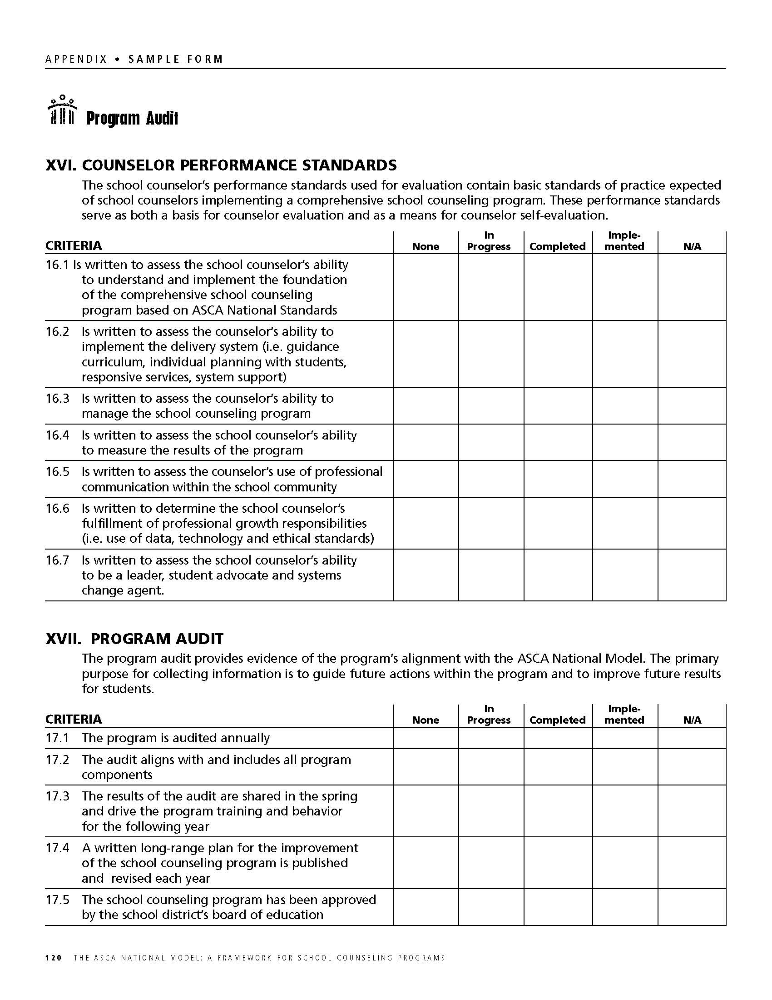 APPENDIX • SAMPLE FORM
Program Audit
XVI. COUNSELOR PERFORMANCE STANDARDS
The school counselor's performance standards used for evaluation contain basic standards of practice expected
of school counselors implementing a comprehensive school counseling program. These performance standards
serve as both a basis for counselor evaluation and as a means for counselor self-evaluation.
CRITERIA None In Progress Completed Imple-mented N/A
16.1 Is written to assess the school counselor's ability
to understand and implement the foundation
of the comprehensive school counseling
program based on ASCA National Standards
16.2 Is written to assess the counselor's ability to
implement the delivery system (i.e. guidance
curriculum, individual planning with students,
responsive services, system support)
16.3 Is written to assess the counselor's ability to
manage the school counseling program
16.4 Is written to assess the school counselor's ability
to measure the results of the program
16.5 Is written to assess the counselor's use of professional
communication within the school community
16.6 Is written to determine the school counselor's
fulfillment of professional growth responsibilities
(i.e. use of data, technology and ethical standards)
16.7 Is written to assess the school counselor's ability
to be a leader, student advocate and systems
change agent.
XVII. PROGRAM AUDIT
The program audit provides evidence of the program's alignment with the ASCA National Model. The primary
purpose for collecting information is to guide future actions within the program and to improve future results
for students.
CRITERIA None In Progress Completed Imple-mented N/A
17.1 The program is audited annually
17.2 The audit aligns with and includes all program
components
17.3 The results of the audit are shared in the spring
and drive the program training and behavior
for the following year
17.4 A written long-range plan for the improvement
of the school counseling program is published
and revised each year
17.5 The school counseling program has been approved
by the school district's board of education
120 THE ASCA NATIONAL MODEL: A FRAMEWORK FOR SCHOOL COUNSELING PROGRAMS